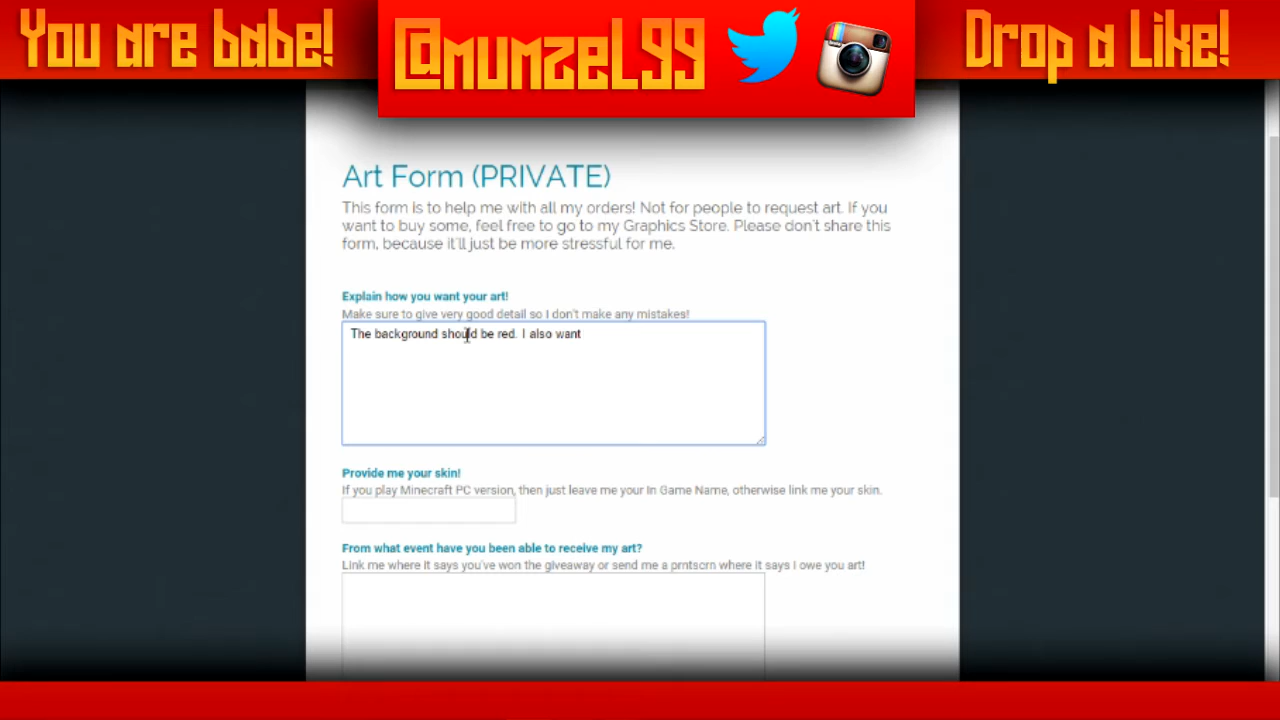 You are babe!
@mumzel99
Drop a Like!
Art Form (PRIVATE)
This form is to help me with all my orders! Not for people to request art. If you
want to buy some, feel free to go to my Graphics Store. Please don't share this
form, because it'll just be more stressful for me.
Explain how you want your art!
Make sure to give very good detail so I don't make any mistakes!
The background should be red. I also want
Provide me your skin!
If you play Minecraft PC version, then just leave me your In Game Name, otherwise link me your skin.
From what event have you been able to receive my art?
Link me where it says you've won the giveaway or send me a prntscrn where it says I owe you art!